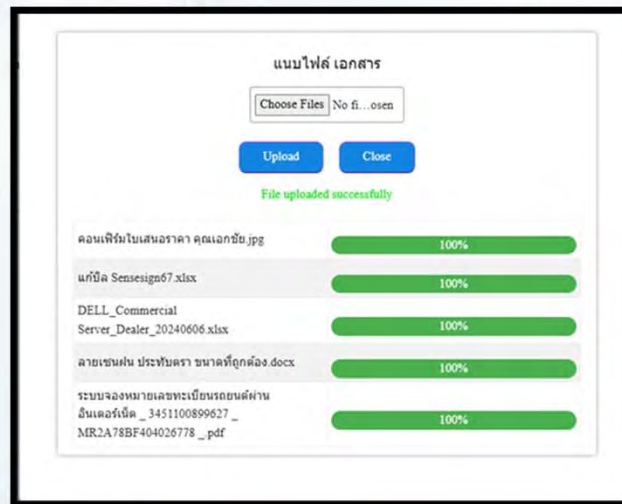 แนบไฟล์ เอกสาร
Choose Files No fi...osen
Upload Close
File uploaded successfully
คอนเฟิร์มใบเสนอราคา คุณเอกชัย.jpg 100%
แก้บิล Sensesign67.xlsx 100%
DELL_Commercial
Server_Dealer_20240606.xlsx 100%
ลายเซนฝน ประทับตรา ขนาดที่ถูกต้อง.docx 100%
ระบบจองหมายเลขทะเบียนรถยนต์ผ่าน
อินเตอร์เน็ต _ 3451100899627 _ 100%
MR2A78BF404026778 _.pdf